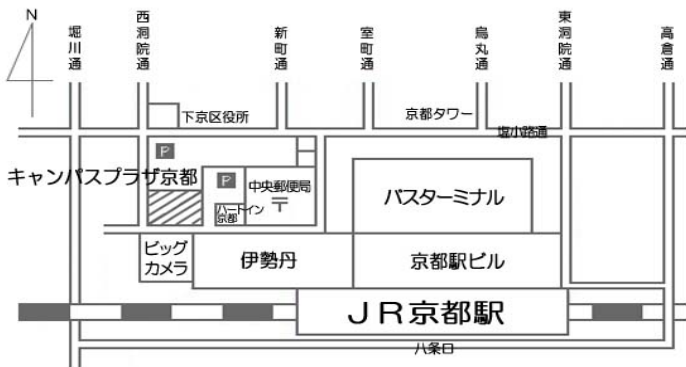 N
堀川通
西洞院通
新町通
室町通
烏丸通
東洞院通
高倉通
下京区役所
京都タワー
塩小路通
P
キャンパスプラザ京都
P
中央郵便局
〒
ハートイン
京都
バスターミナル
ビッグ
カメラ
伊勢丹
京都駅ビル
JR京都駅
八条口